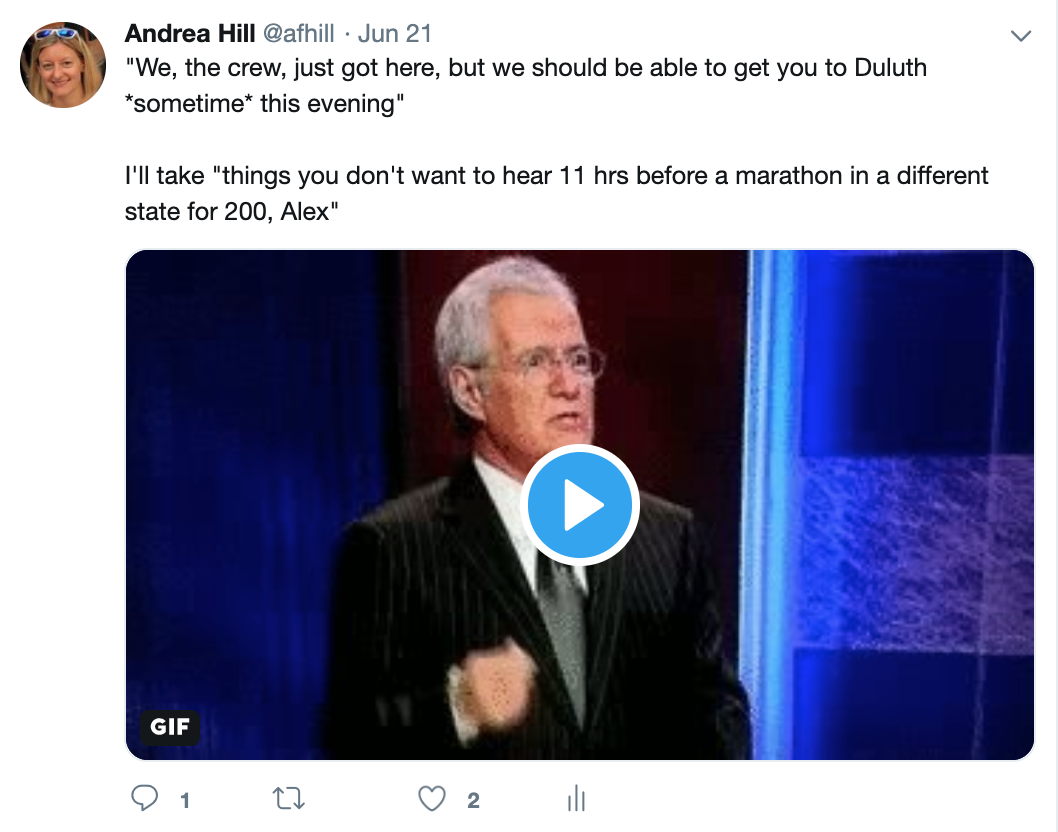 Andrea Hill @afhill · Jun 21
"We, the crew, just got here, but we should be able to get you to Duluth
*sometime* this evening"
I'll take "things you don't want to hear 11 hrs before a marathon in a different
state for 200, Alex"
GIF
1 2